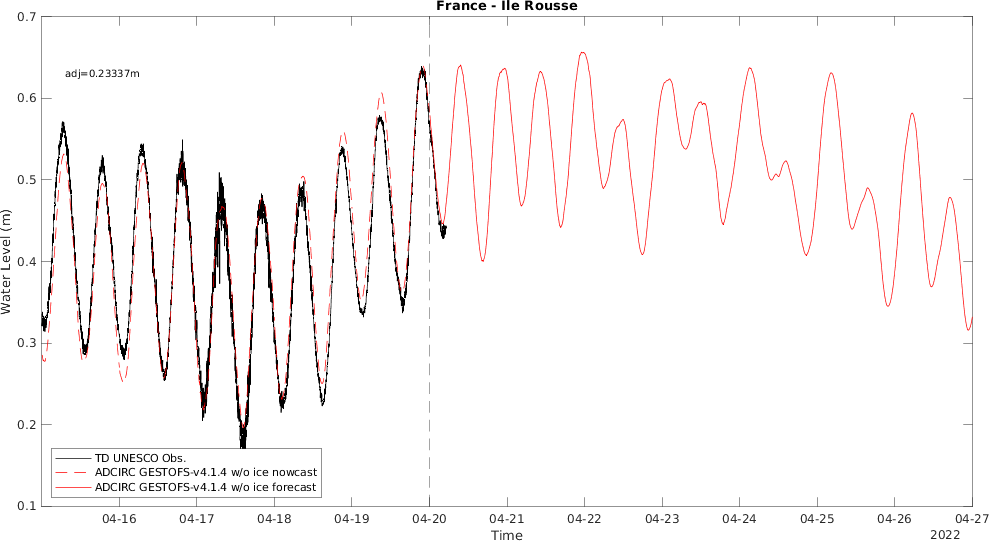 France - Ile Rousse
adj=0.23337m
Water Level (m)
0.7
0.6
0.5
0.4
0.3
0.2
0.1
TD UNESCO Obs.
ADCIRC GESTOFS-v4.1.4 w/o ice nowcast
ADCIRC GESTOFS-v4.1.4 w/o ice forecast
04-16 04-17 04-18 04-19 04-20 04-21 04-22 04-23 04-24 04-25 04-26 04-27
Time
2022